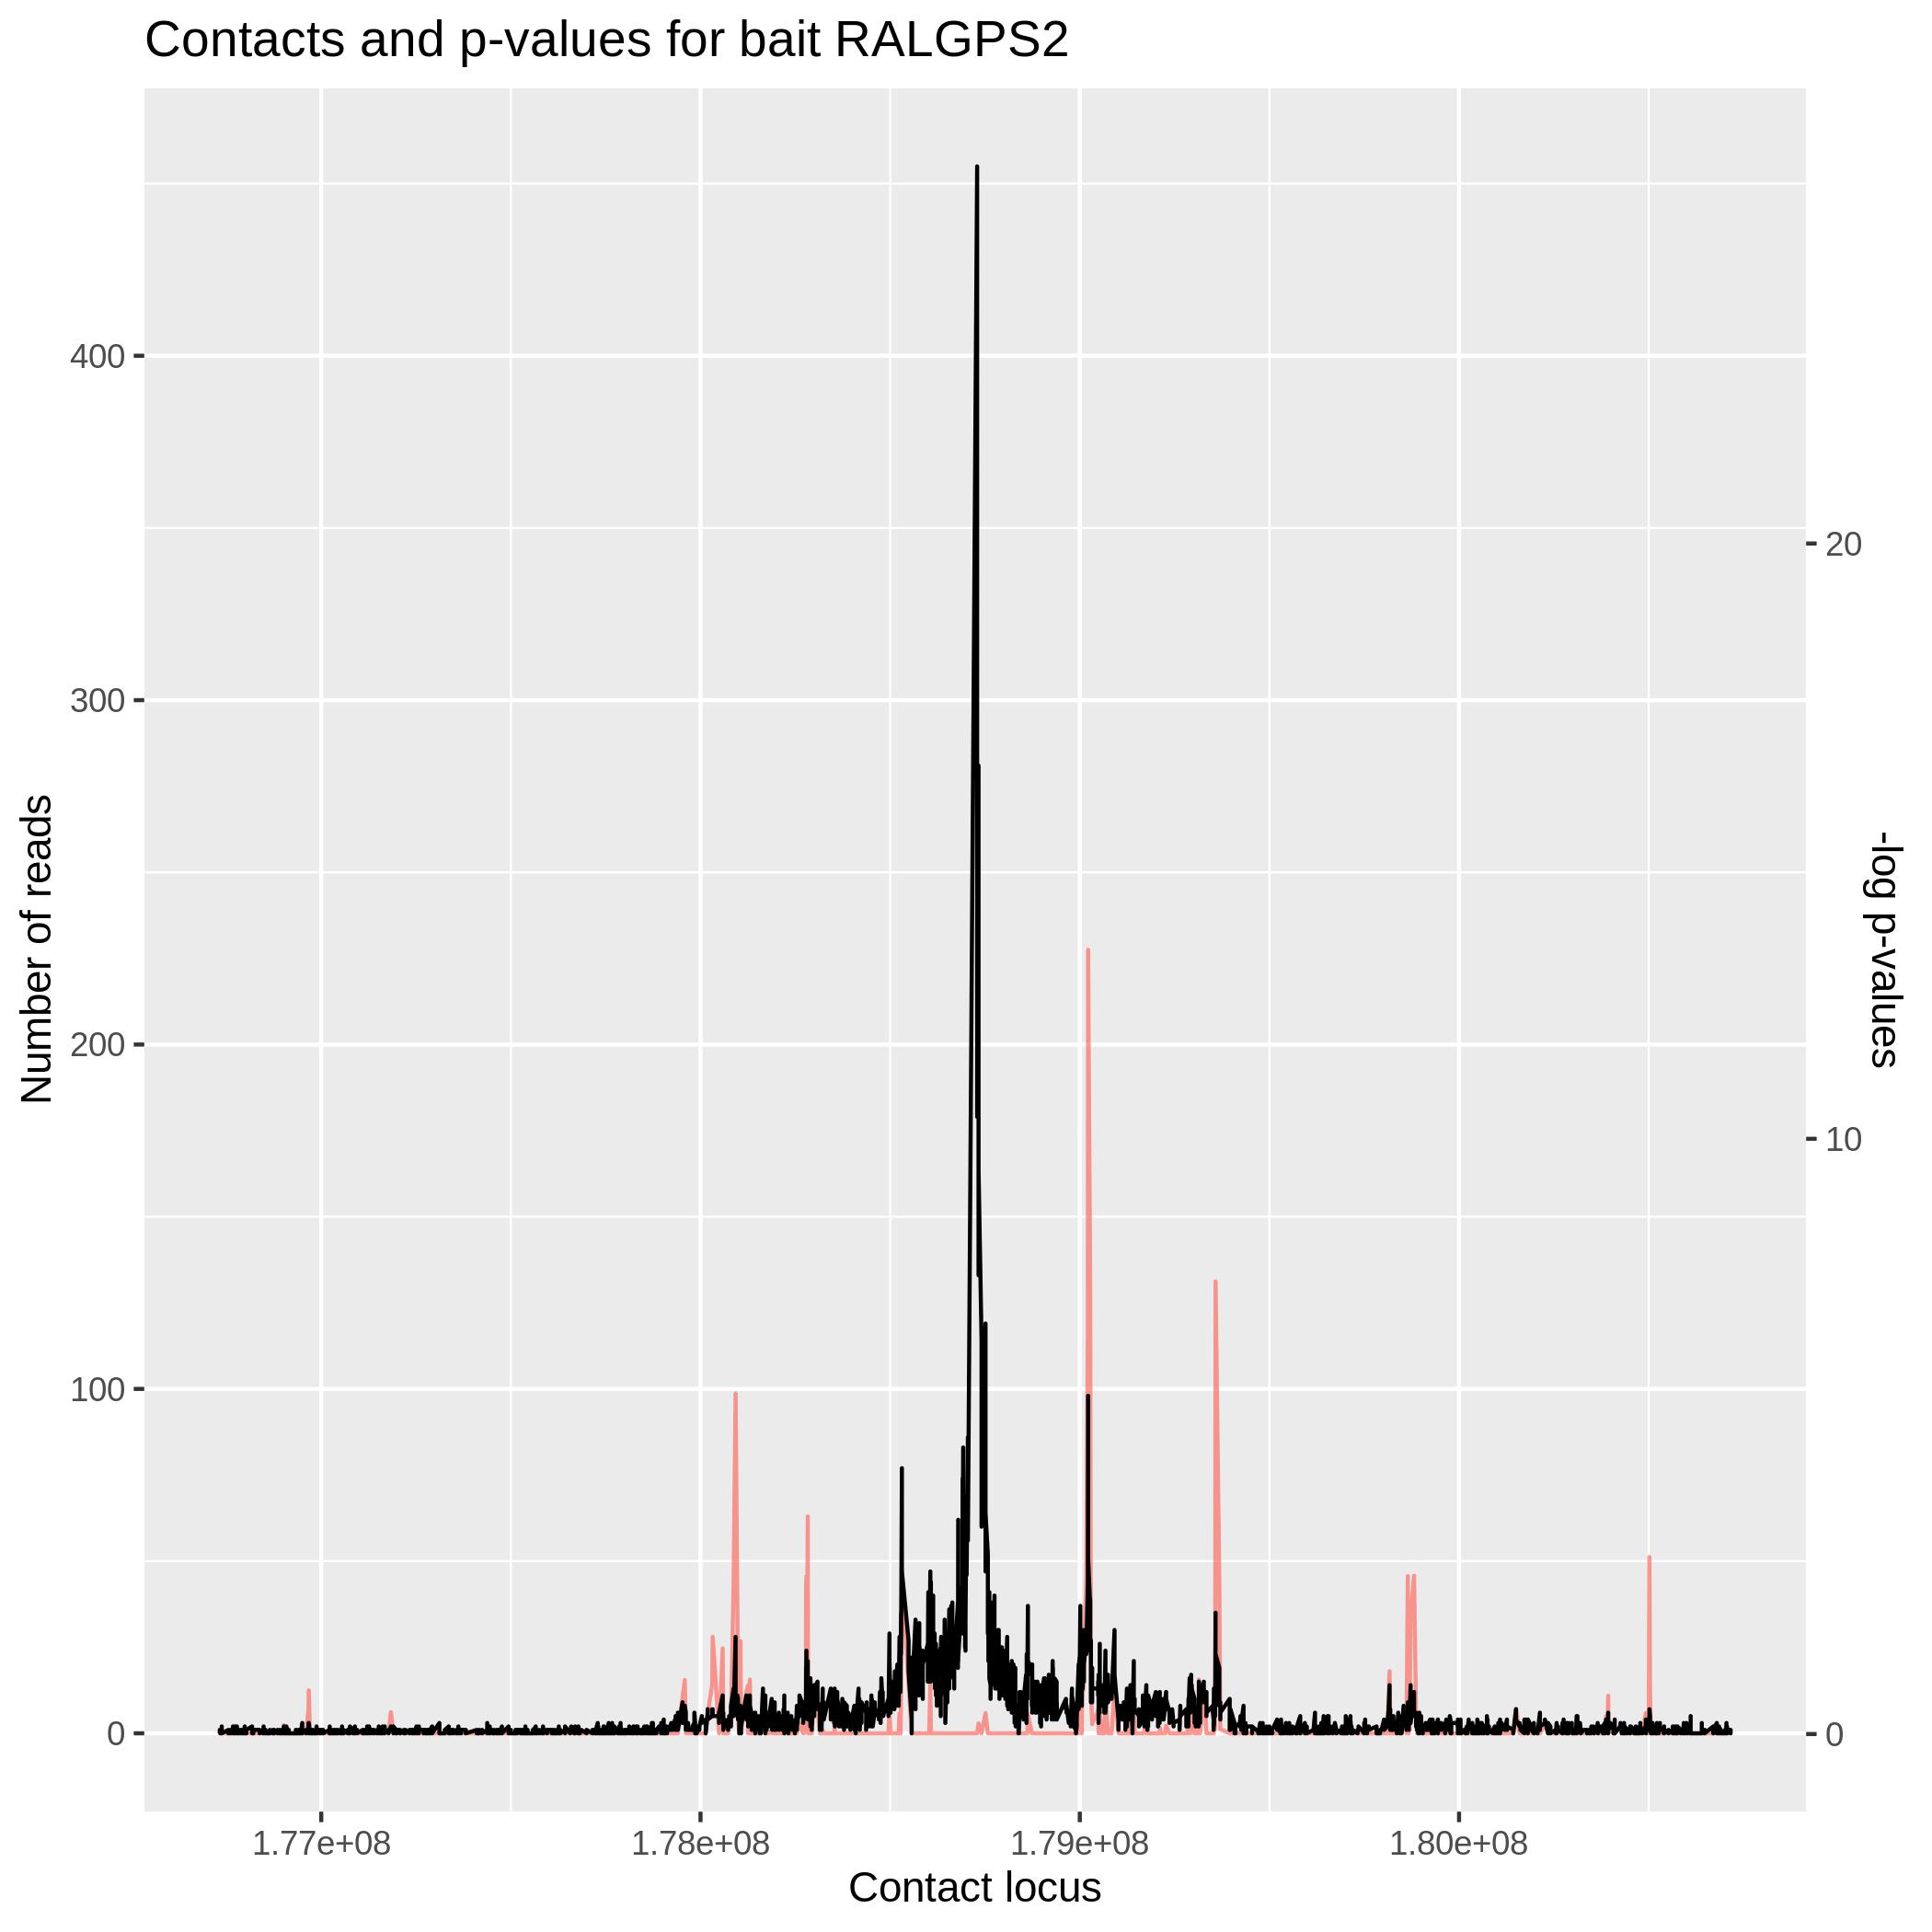 Contacts and p-values for bait RALGPS2
Number of reads
400
300
200
100
0
20
10
0
-log p-values
1.77e+08
1.78e+08
1.79e+08
1.80e+08
Contact locus